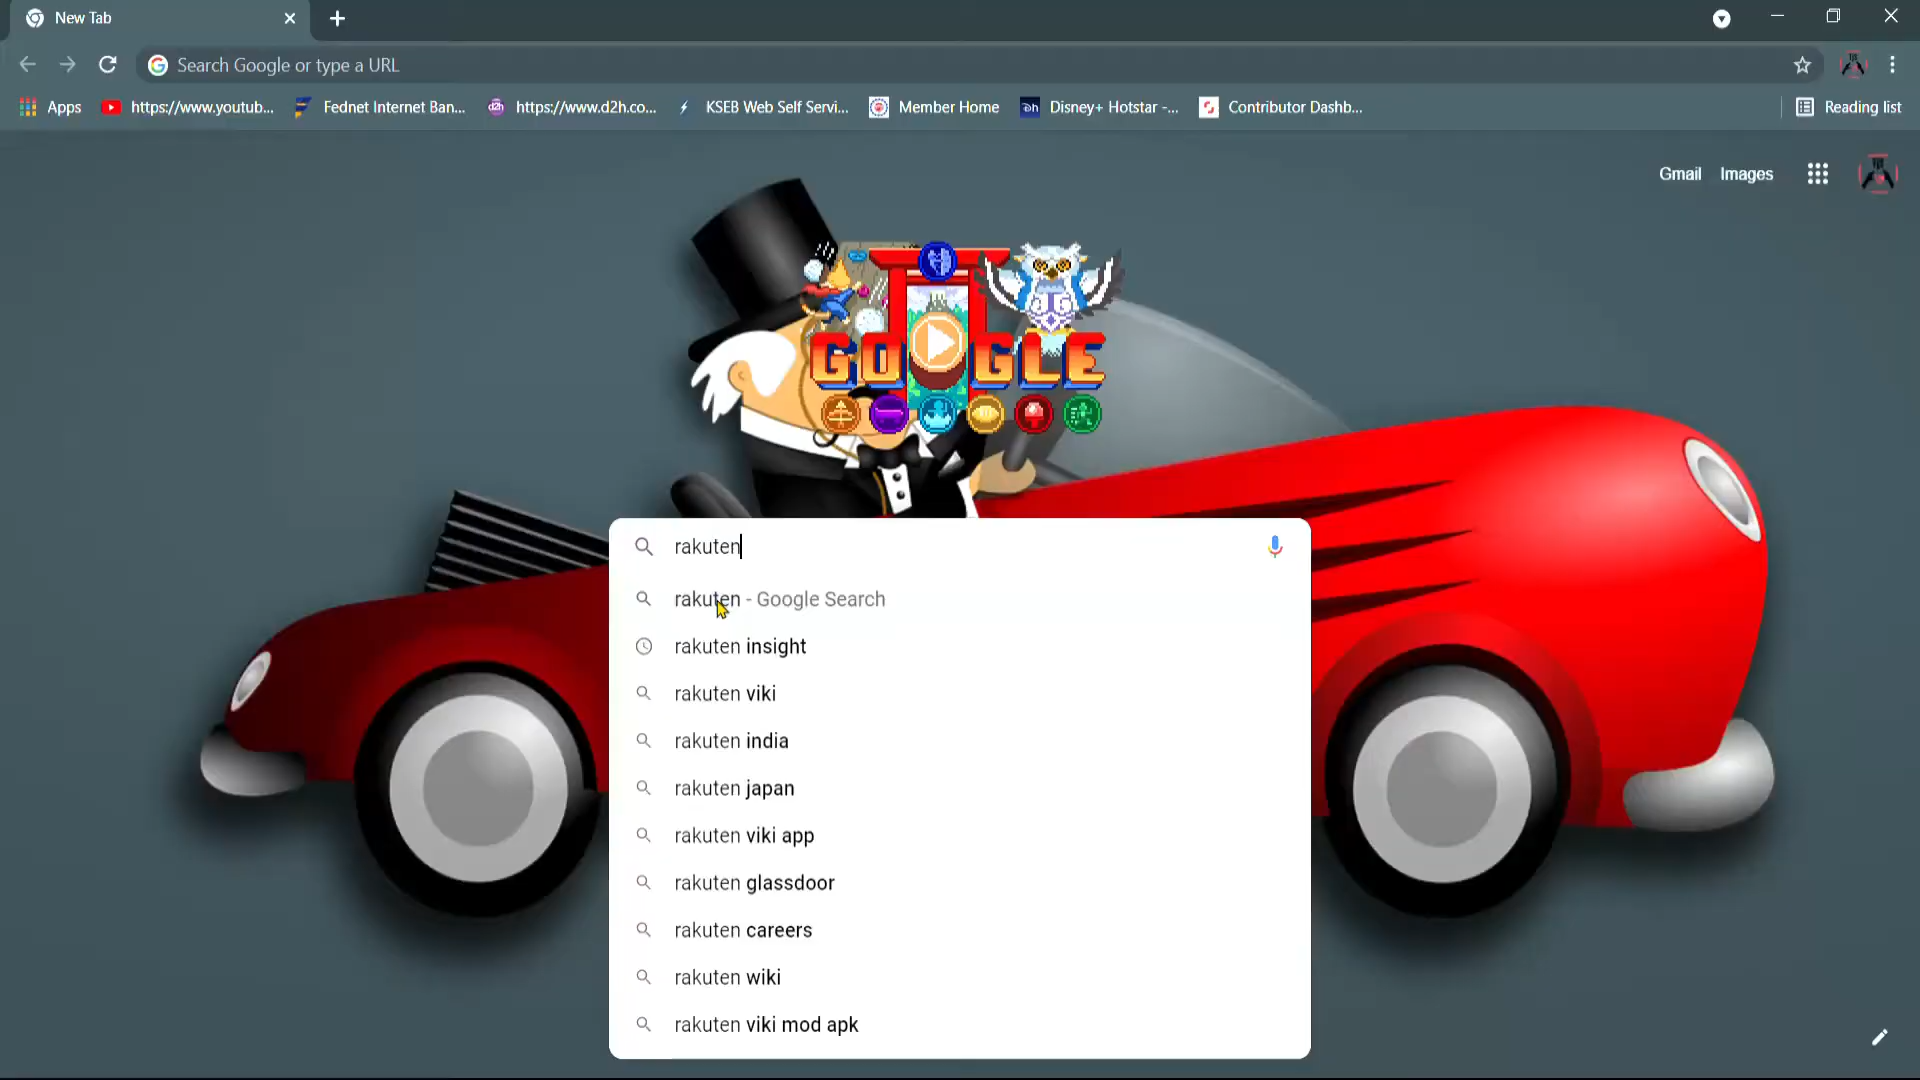 New Tab
Search Google or type a URL
Apps
https://www.youtub...
Fednet Internet Ban...
d2h
https://www.d2h.co...
KSEB Web Self Servi...
Member Home
Disney+ Hotstar -...
Contributor Dashb...
Reading list
Gmail
Images
GOOGLE
rakuten
rakuten - Google Search
rakuten insight
rakuten viki
rakuten india
rakuten japan
rakuten viki app
rakuten glassdoor
rakuten careers
rakuten wiki
rakuten viki mod apk